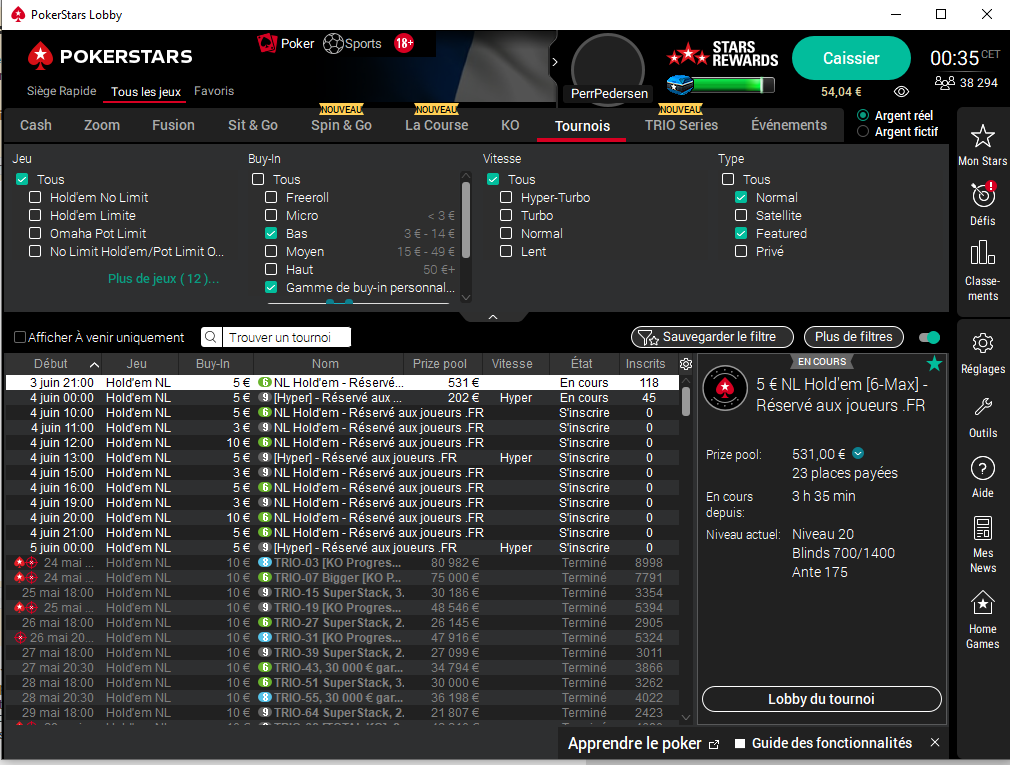 PokerStars Lobby
POKERSTARS
Poker Sports 18+
PerrPedersen
STARS REWARDS
Caissier
54,04 €
00:35 CET
38 294
Siège Rapide Tous les jeux Favoris
NOUVEAU NOUVEAU NOUVEAU
Cash Zoom Fusion Sit & Go Spin & Go La Course KO Tournois TRIO Series Événements
Argent réel
Argent fictif
Jeu Buy-In Vitesse Type
Tous Tous Tous Tous
Hold'em No Limit Freeroll Hyper-Turbo Normal
Hold'em Limite Micro < 3 € Turbo Satellite
Omaha Pot Limit Bas 3 € - 14 € Normal Featured
No Limit Hold'em/Pot Limit O... Moyen 15 € - 49 € Lent Privé
Haut 50 €+
Plus de jeux ( 12 )...
Gamme de buy-in personnal...
Afficher À venir uniquement Trouver un tournoi Sauvegarder le filtre Plus de filtres
Début Jeu Buy-In Nom Prize pool Vitesse État Inscrits
3 juin 21:00 Hold'em NL 5 € 6 NL Hold'em - Réservé... 531 € En cours 118
4 juin 00:00 Hold'em NL 5 € 9 [Hyper] - Réservé aux ... 202 € Hyper En cours 45
4 juin 10:00 Hold'em NL 5 € 6 NL Hold'em - Réservé aux joueurs .FR S'inscrire 0
4 juin 11:00 Hold'em NL 3 € 9 NL Hold'em - Réservé aux joueurs .FR S'inscrire 0
4 juin 12:00 Hold'em NL 10 € 6 NL Hold'em - Réservé aux joueurs .FR S'inscrire 0
4 juin 13:00 Hold'em NL 5 € 9 [Hyper] - Réservé aux joueurs .FR Hyper S'inscrire 0
4 juin 15:00 Hold'em NL 3 € 9 NL Hold'em - Réservé aux joueurs .FR S'inscrire 0
4 juin 16:00 Hold'em NL 5 € 6 NL Hold'em - Réservé aux joueurs .FR S'inscrire 0
4 juin 19:00 Hold'em NL 3 € 9 NL Hold'em - Réservé aux joueurs .FR S'inscrire 0
4 juin 20:00 Hold'em NL 10 € 6 NL Hold'em - Réservé aux joueurs .FR S'inscrire 0
4 juin 21:00 Hold'em NL 5 € 6 NL Hold'em - Réservé aux joueurs .FR S'inscrire 0
5 juin 00:00 Hold'em NL 5 € 9 [Hyper] - Réservé aux joueurs .FR Hyper S'inscrire 0
24 mai ... Hold'em NL 10 € 8 TRIO-03 [KO Progres... 80 982 € Terminé 8998
24 mai ... Hold'em NL 10 € 6 TRIO-07 Bigger [KO P... 75 000 € Terminé 7791
25 mai 18:00 Hold'em NL 10 € 9 TRIO-15 SuperStack, 3. 30 186 € Terminé 3354
25 mai ... Hold'em NL 10 € 9 TRIO-19 [KO Progres... 48 546 € Terminé 5394
26 mai 18:00 Hold'em NL 10 € 6 TRIO-27 SuperStack, 2. 26 145 € Terminé 2905
26 mai 20... Hold'em NL 10 € 8 TRIO-31 [KO Progres... 47 916 € Terminé 5324
27 mai 18:00 Hold'em NL 10 € 9 TRIO-39 SuperStack, 2. 27 099 € Terminé 3011
27 mai 20:30 Hold'em NL 10 € 6 TRIO-43, 30 000 € gar... 34 794 € Terminé 3866
28 mai 18:00 Hold'em NL 10 € 6 TRIO-51 SuperStack, 3. 30 000 € Terminé 3262
28 mai 20:30 Hold'em NL 10 € 8 TRIO-55, 30 000 € gar... 36 198 € Terminé 4022
29 mai 18:00 Hold'em NL 10 € 9 TRIO-64 SuperStack, 2. 21 807 € Terminé 2423
EN COURS
5 € NL Hold'em [6-Max] -
Réservé aux joueurs .FR
Prize pool: 531,00 €
23 places payées
En cours depuis: 3 h 35 min
Niveau actuel: Niveau 20
Blinds 700/1400
Ante 175
Lobby du tournoi
Mon Stars
Défis
Classe-
ments
Réglages
Outils
Aide
Mes
News
Home
Games
Apprendre le poker Guide des fonctionnalités